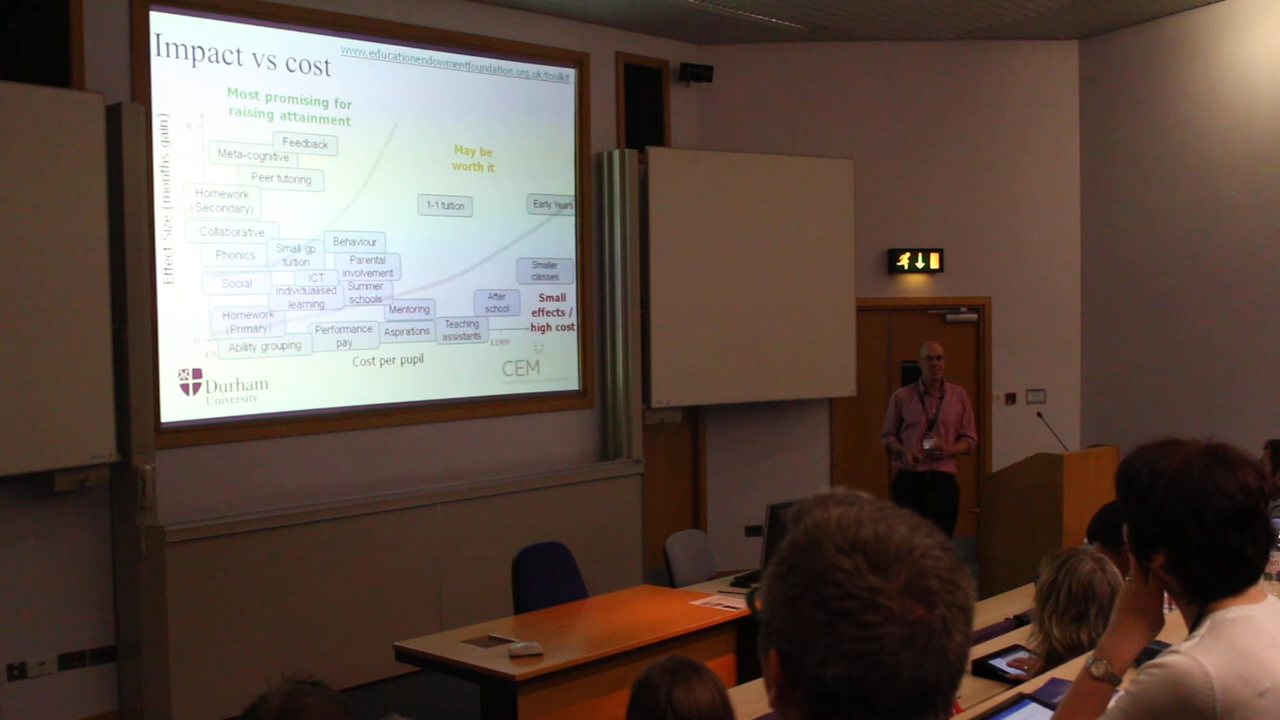 Impact vs cost
www.educationendowmentfoundation.org.uk/toolkit
Most promising for
raising attainment
May be
worth it
Effect Size (months gain)
8
Feedback
Meta-cognitive
Peer tutoring
Homework
(Secondary)
1-1 tuition
Early Years
Collaborative
Phonics
Small gp
tuition
Behaviour
Parental
involvement
Smaller
classes
Social
ICT
Individualised
learning
Summer
schools
After
school
Small
effects /
high cost
Homework
(Primary)
Mentoring
Performance
pay
Aspirations
Teaching
assistants
Ability grouping
0
£0
£1000
Cost per pupil
Durham
University
CEM